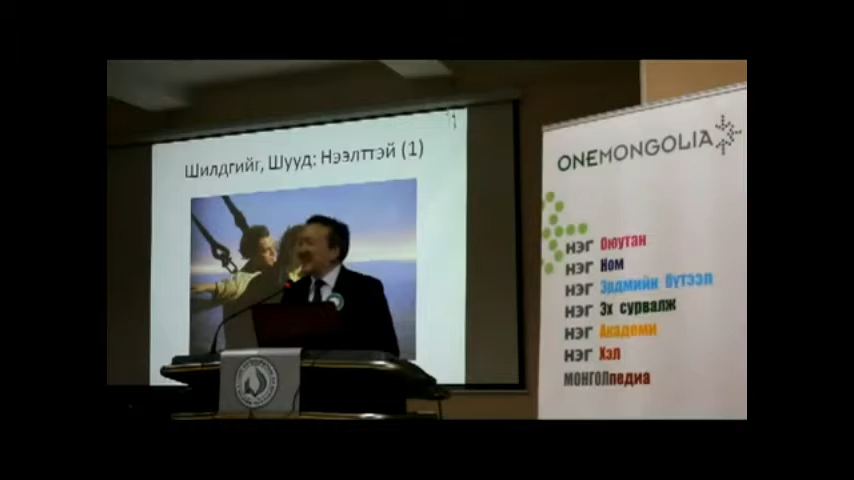 Шилдгийг, Шууд: Нээлттэй (1)
ONEMONGOLIA
НЭГ Оюутан
НЭГ Ном
НЭГ Эрдмийн бүтээл
НЭГ Эх сурвалж
НЭГ Академи
НЭГ Хэл
МОНГОЛпедиа